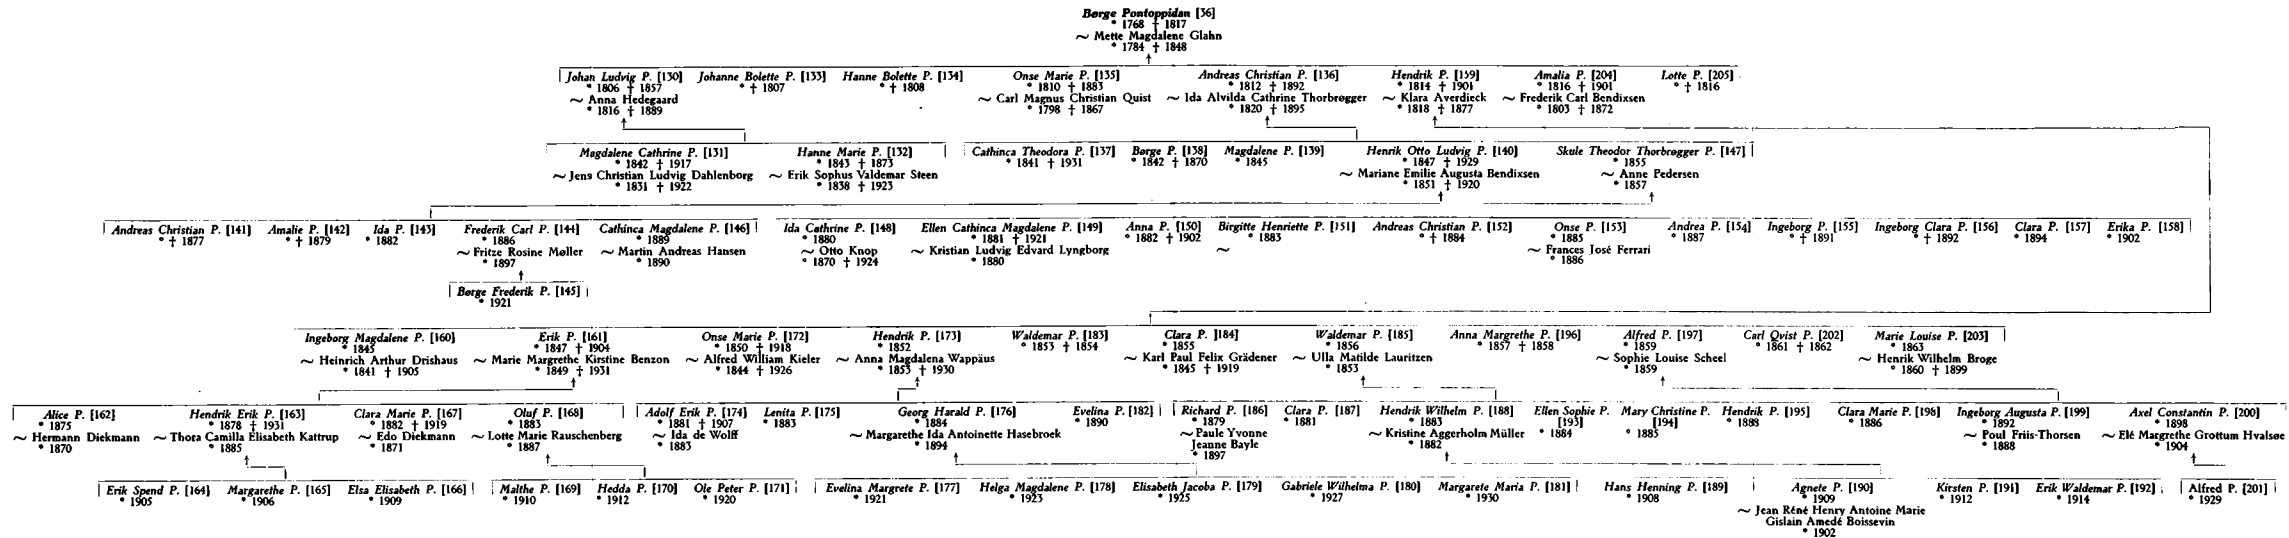 Børge Pontoppidan [36]
* 1768 † 1817
~ Mette Magdalene Glahn
* 1784 † 1848
Johan Ludvig P. [130] Johanne Bolette P. [133] Hanne Bolette P. [134] Onse Marie P. [135] Andreas Christian P. [136] Hendrik P. [159] Amalia P. [204] Lotte P. [205]
* 1806 † 1857 * † 1807 * † 1808 * 1810 † 1883 * 1812 † 1892 * 1814 † 1901 * 1816 † 1901 * † 1816
~ Anna Hedegaard ~ Carl Magnus Christian Quist ~ Ida Alvilda Cathrine Thorbrøgger ~ Klara Averdieck ~ Frederik Carl Bendixsen
* 1816 † 1889 * 1798 † 1867 * 1820 † 1895 * 1818 † 1877 * 1803 † 1872
Magdalene Cathrine P. [131] Hanne Marie P. [132] Cathinca Theodora P. [137] Børge P. [138] Magdalene P. [139] Henrik Otto Ludvig P. [140] Skule Theodor Thorbrøgger P. [147]
* 1842 † 1917 * 1843 † 1873 * 1841 † 1931 * 1842 † 1870 * 1845 * 1847 † 1929 * 1855
~ Jens Christian Ludvig Dahlenborg ~ Erik Sophus Valdemar Steen ~ Mariane Emilie Augusta Bendixsen ~ Anne Pedersen
* 1831 † 1922 * 1838 † 1923 * 1851 † 1920 * 1857
Andreas Christian P. [141] Amalie P. [142] Ida P. [143] Frederik Carl P. [144] Cathinca Magdalene P. [146] Ida Cathrine P. [148] Ellen Cathinca Magdalene P. [149] Anna P. [150] Birgitte Henriette P. [151] Andreas Christian P. [152] Onse P. [153] Andrea P. [154] Ingeborg P. [155] Ingeborg Clara P. [156] Clara P. [157] Erika P. [158]
* † 1877 * † 1879 * 1882 * 1886 * 1889 * 1880 * 1881 † 1921 * 1882 † 1902 * 1883 * † 1884 * 1885 * 1887 * † 1891 * † 1892 * 1894 * 1902
~ Fritze Rosine Møller ~ Martin Andreas Hansen ~ Otto Knop ~ Kristian Ludvig Edvard Lyngborg ~ ~ Frances José Ferrari
* 1897 * 1890 * 1870 † 1924 * 1880 * 1886
Børge Frederik P. [145]
* 1921
Ingeborg Magdalene P. [160] Erik P. [161] Onse Marie P. [172] Hendrik P. [173] Waldemar P. [183] Clara P. ]184] Waldemar P. [185] Anna Margrethe P. [196] Alfred P. [197] Carl Qvist P. [202] Marie Louise P. [203]
* 1845 * 1847 † 1904 * 1850 † 1918 * 1852 * 1853 † 1854 * 1855 * 1856 * 1857 † 1858 * 1859 * 1861 † 1862 * 1863
~ Heinrich Arthur Drishaus ~ Marie Margrethe Kirstine Benzon ~ Alfred William Kieler ~ Anna Magdalena Wappäus ~ Karl Paul Felix Grädener ~ Ulla Matilde Lauritzen ~ Sophie Louise Scheel ~ Henrik Wilhelm Broge
* 1841 † 1905 * 1849 † 1931 * 1844 † 1926 * 1853 † 1930 * 1845 † 1919 * 1853 * 1859 * 1860 † 1899
Alice P. [162] Hendrik Erik P. [163] Clara Marie P. [167] Oluf P. [168] Adolf Erik P. [174] Lenita P. [175] Georg Harald P. [176] Evelina P. [182] Richard P. [186] Clara P. [187] Hendrik Wilhelm P. [188] Ellen Sophie P. Mary Christine P. Hendrik P. [195] Clara Marie P. [198] Ingeborg Augusta P. [199] Axel Constantin P. [200]
* 1875 * 1878 † 1931 * 1882 † 1919 * 1883 * 1881 † 1907 * 1883 * 1884 * 1890 * 1879 * 1881 * 1883 [193] [194] * 1888 * 1886 * 1892 * 1898
~ Hermann Diekmann ~ Thora Camilla Elisabeth Kattrup ~ Edo Diekmann ~ Lotte Marie Rauschenberg ~ Ida de Wolff ~ Margarethe Ida Antoinette Hasebroek ~ Paule Yvonne ~ Kristine Aggerholm Müller * 1884 * 1885 ~ Poul Friis-Thorsen ~ Elé Margrethe Grottum Hvalsøe
* 1870 * 1885 * 1871 * 1887 * 1883 * 1894 Jeanne Bayle * 1882 * 1888 * 1904
* 1897
Erik Spend P. [164] Margarethe P. [165] Elsa Elisabeth P. [166] Malthe P. [169] Hedda P. [170] Ole Peter P. [171] Evelina Margrete P. [177] Helga Magdalene P. [178] Elisabeth Jacoba P. [179] Gabriele Wilhelma P. [180] Margarete Maria P. [181] Hans Henning P. [189] Agnete P. [190] Kirsten P. [191] Erik Waldemar P. [192] Alfred P. [201]
* 1905 * 1906 * 1909 * 1910 * 1912 * 1920 * 1921 * 1923 * 1925 * 1927 * 1930 * 1908 * 1909 * 1912 * 1914 * 1929
~ Jean Réné Henry Antoine Marie
Gislain Amedé Boissevin
* 1902